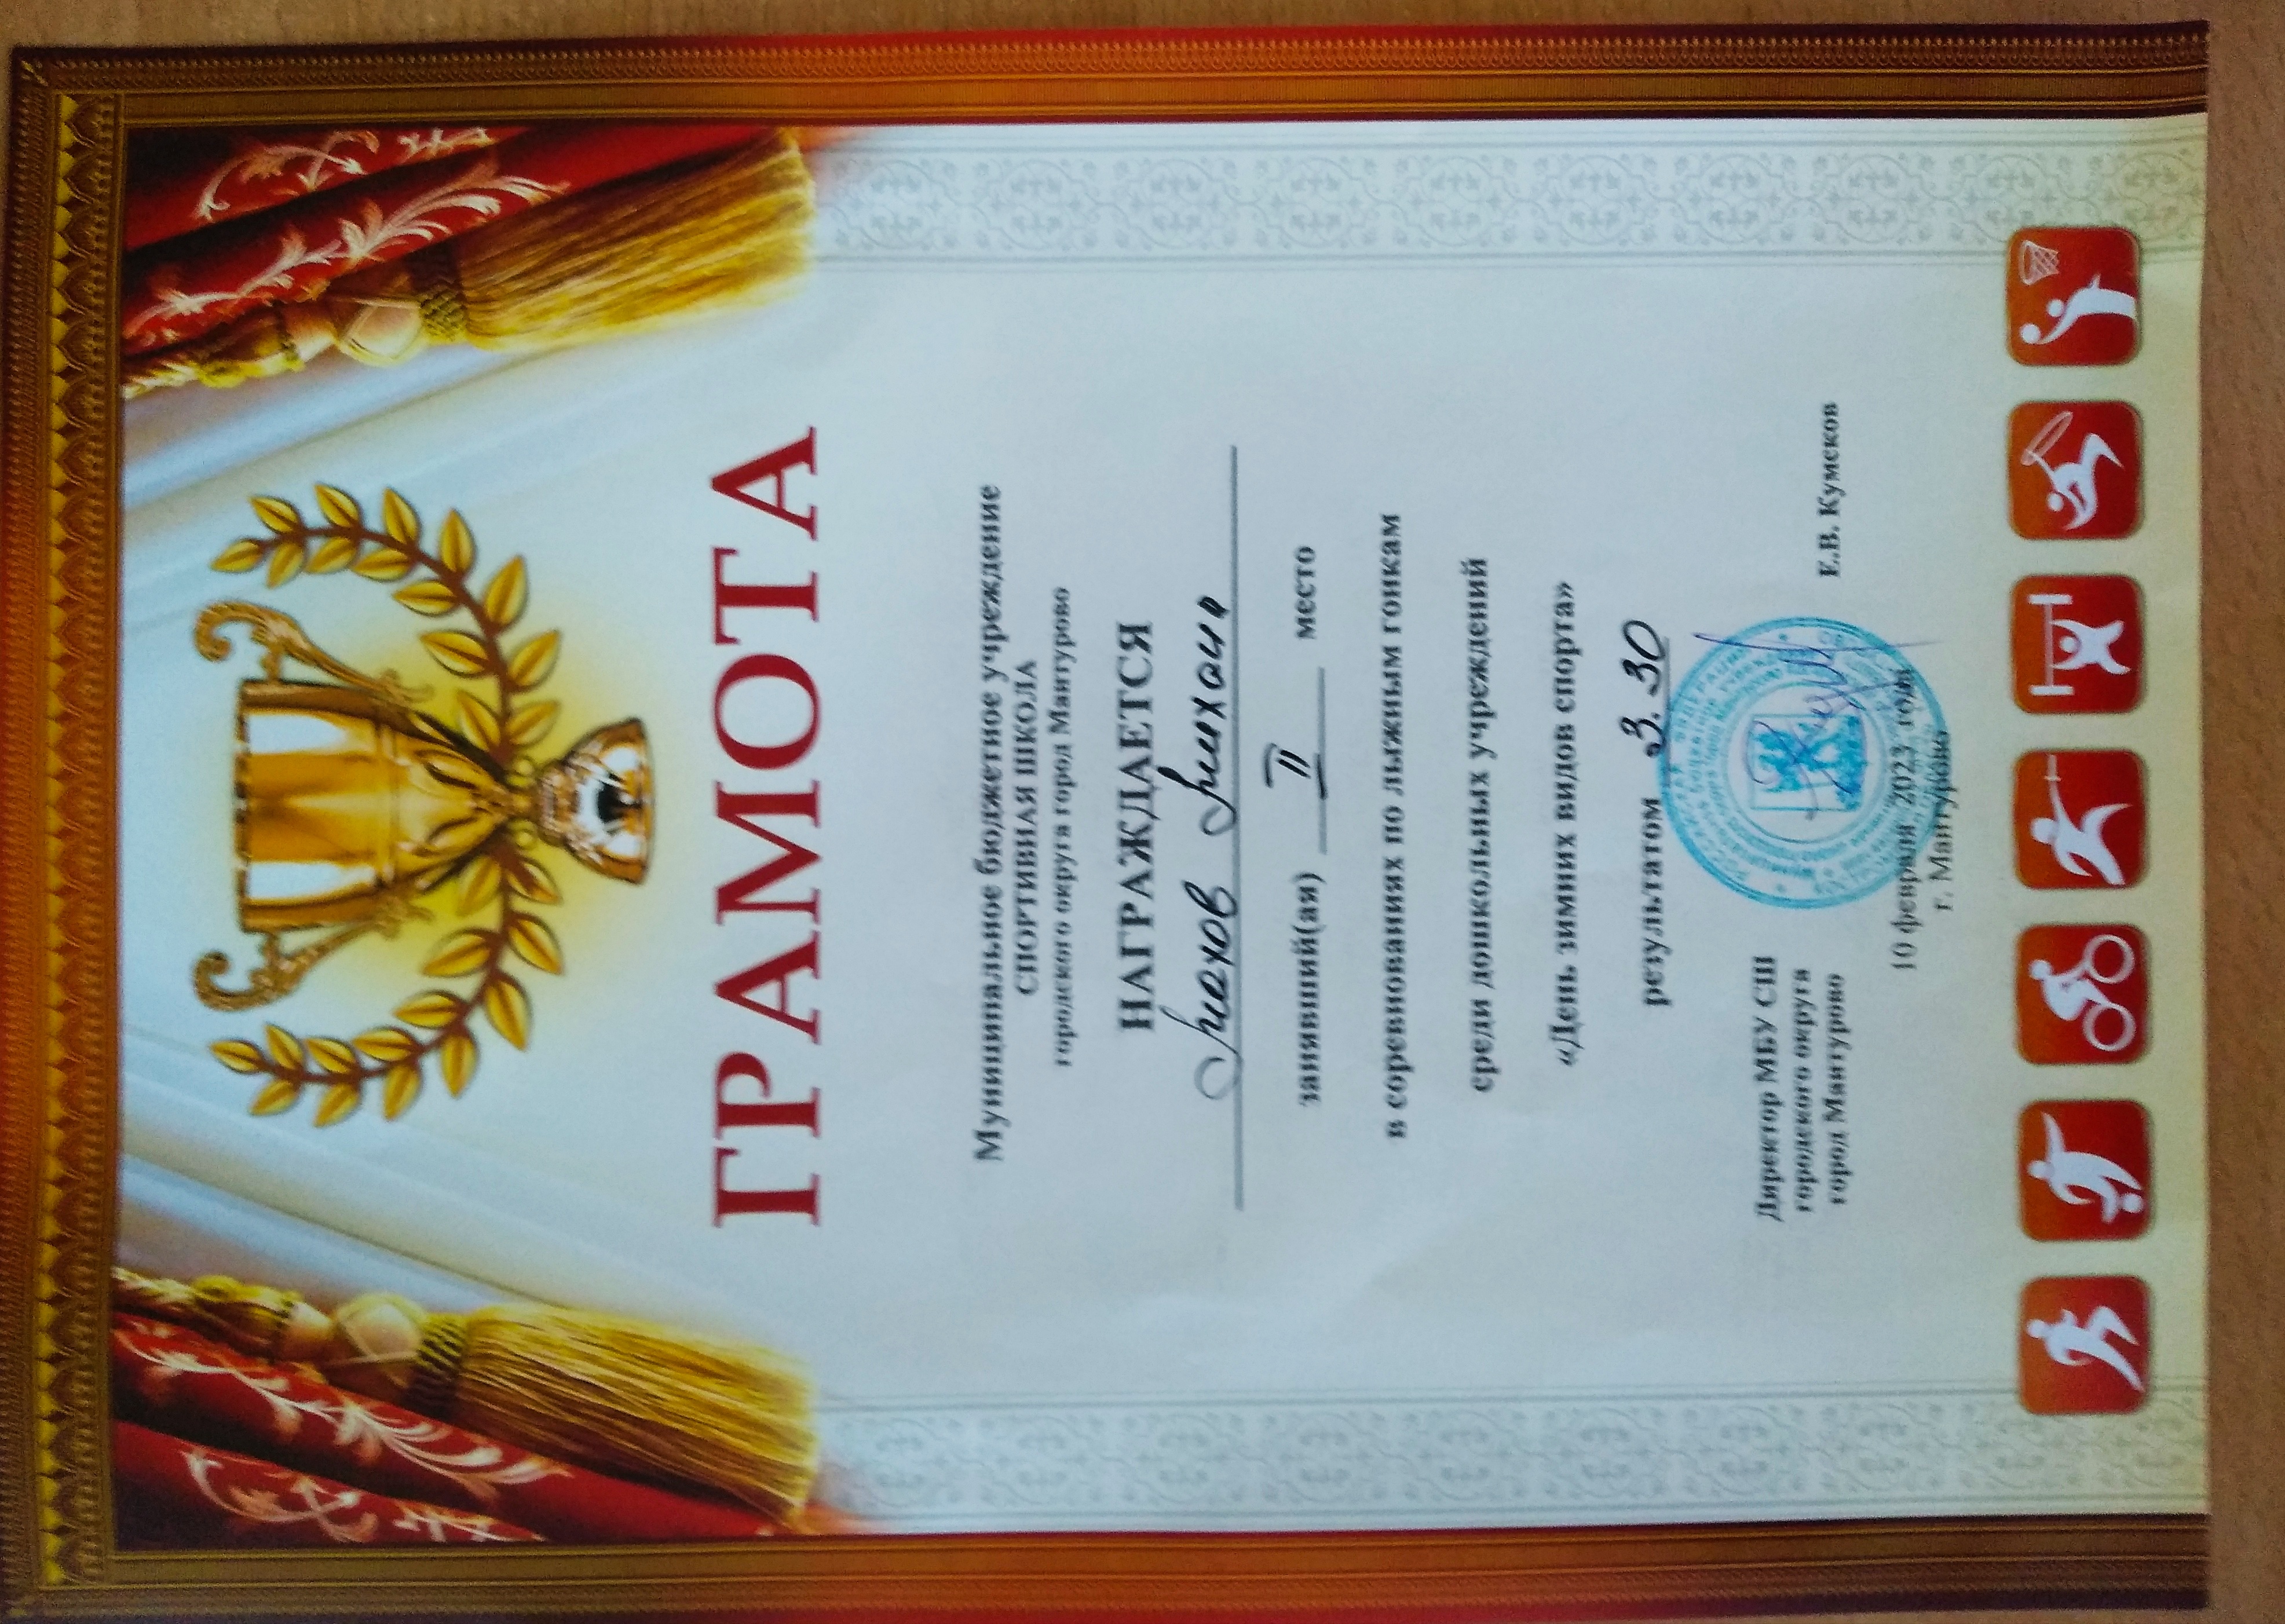 ГРАМОТА
Муниципальное бюджетное учреждение
СПОРТИВНАЯ ШКОЛА
городского округа город Мантурово
НАГРАЖДАЕТСЯ
Михаил
занявший(ая) II место
в соревнованиях по лыжным гонкам
среди дошкольных учреждений
«День зимних видов спорта»
результатом 3.30
Директор МБУ СШ
городского округа
город Мантурово
Е.В. Кумсков
10 февраля 2023 года
г. Мантурово